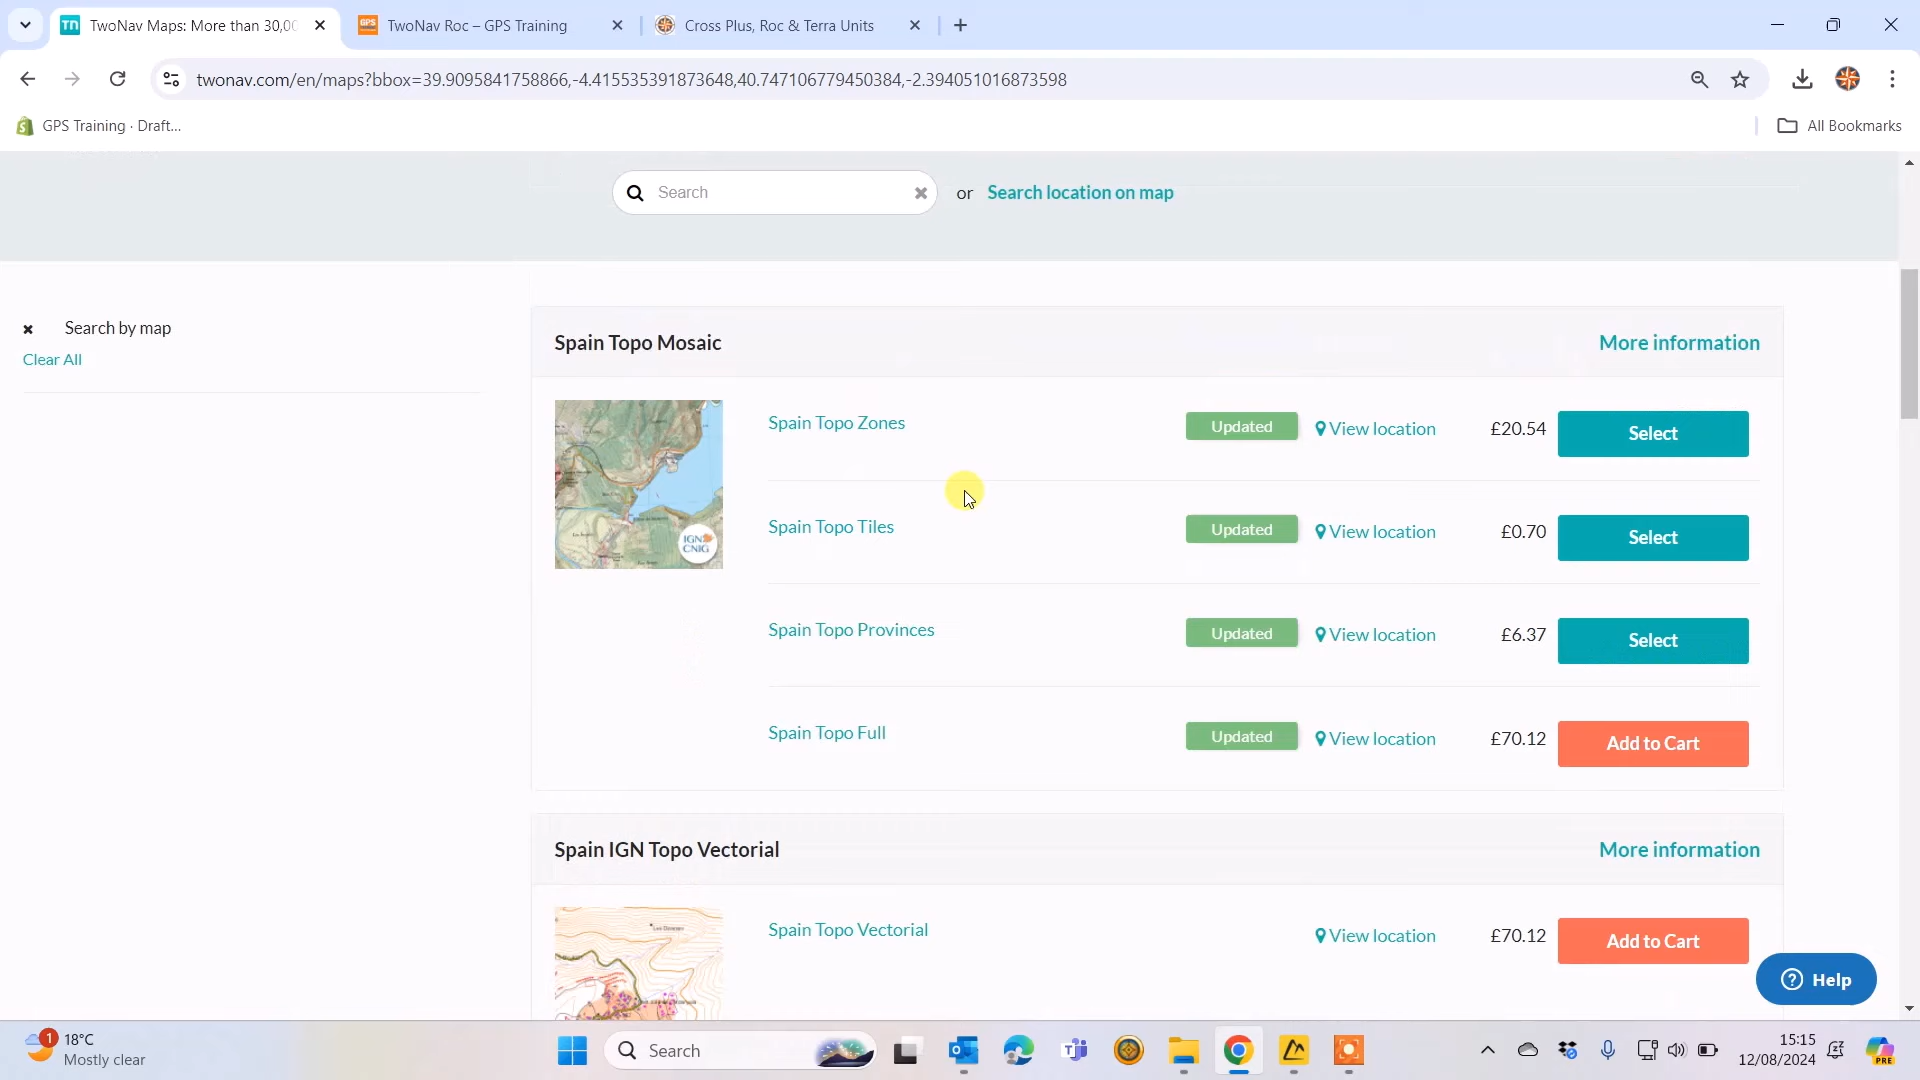 TwoNav Maps: More than 30,00
TwoNav Roc – GPS Training
Cross Plus, Roc & Terra Units
twonav.com/en/maps?bbox=39.9095841758866,-4.415535391873648,40.747106779450384,-2.394051016873598
GPS Training · Draft...
All Bookmarks
Search
or
Search location on map
Search by map
Clear All
Spain Topo Mosaic
More information
IGN
CNIG
Spain Topo Zones
Updated
View location
£20.54
Select
Spain Topo Tiles
Updated
View location
£0.70
Select
Spain Topo Provinces
Updated
View location
£6.37
Select
Spain Topo Full
Updated
View location
£70.12
Add to Cart
Spain IGN Topo Vectorial
More information
Spain Topo Vectorial
View location
£70.12
Add to Cart
Help
1
18°C
Mostly clear
Search
15:15
12/08/2024
PRE